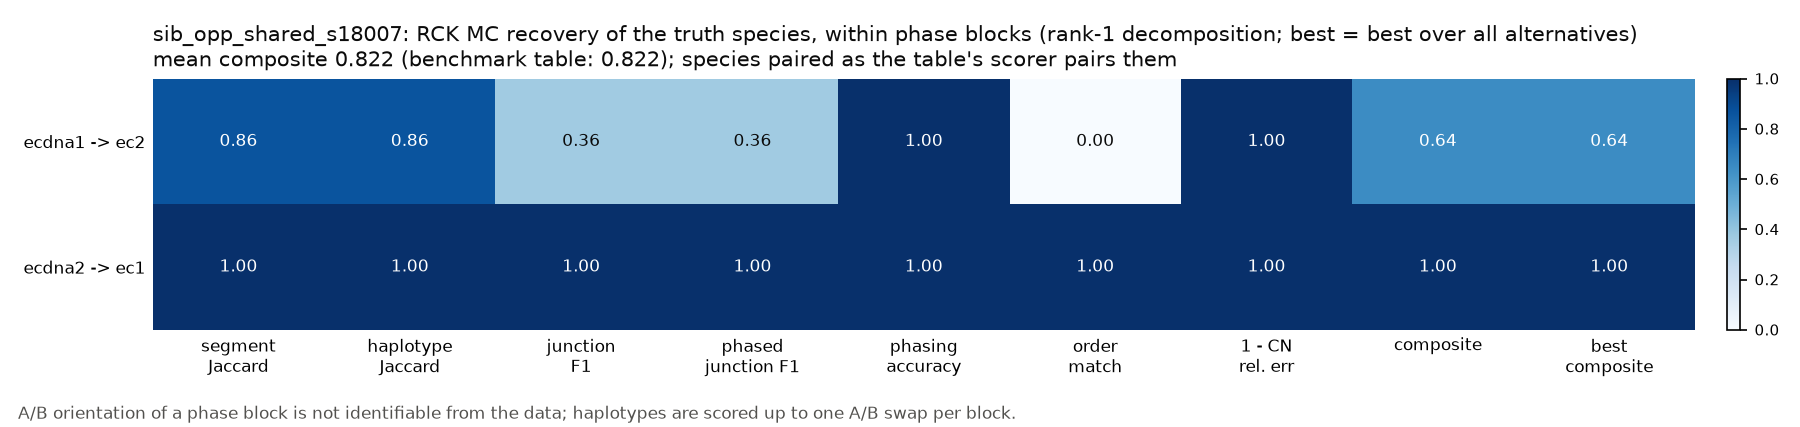 sib_opp_shared_s18007: RCK MC recovery of the truth species, within phase blocks (rank-1 decomposition; best = best over all alternatives)
mean composite 0.822 (benchmark table: 0.822); species paired as the table's scorer pairs them
ecdna1 -> ec2 0.86 0.86 0.36 0.36 1.00 0.00 1.00 0.64 0.64
ecdna2 -> ec1 1.00 1.00 1.00 1.00 1.00 1.00 1.00 1.00 1.00
segment
Jaccard
haplotype
Jaccard
junction
F1
phased
junction F1
phasing
accuracy
order
match
1 - CN
rel. err
composite
best
composite
1.0
0.8
0.6
0.4
0.2
0.0
A/B orientation of a phase block is not identifiable from the data; haplotypes are scored up to one A/B swap per block.